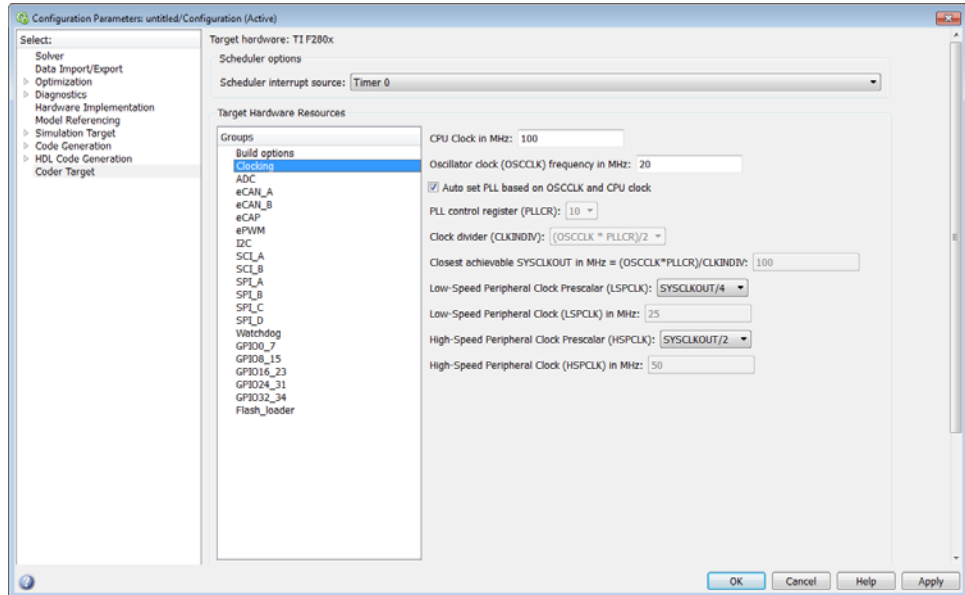 Configuration Parameters: untitled/Configuration (Active)
Select:
Solver
Data Import/Export
Optimization
Diagnostics
Hardware Implementation
Model Referencing
Simulation Target
Code Generation
HDL Code Generation
Coder Target
Target hardware: TI F280x
Scheduler options
Scheduler interrupt source: Timer 0
Target Hardware Resources
Groups
Build options
Clocking
ADC
eCAN_A
eCAN_B
eCAP
ePWM
I2C
SCI_A
SCI_B
SPI_A
SPI_B
SPI_C
SPI_D
Watchdog
GPIO0_7
GPIO8_15
GPIO16_23
GPIO24_31
GPIO32_34
Flash_loader
CPU Clock in MHz: 100
Oscillator clock (OSCCLK) frequency in MHz: 20
Auto set PLL based on OSCCLK and CPU clock
PLL control register (PLLCR): 10
Clock divider (CLKINDIV): (OSCCLK * PLLCR)/2
Closest achievable SYSCLKOUT in MHz = (OSCCLK*PLLCR)/CLKINDIV: 100
Low-Speed Peripheral Clock Prescalar (LSPCLK): SYSCLKOUT/4
Low-Speed Peripheral Clock (LSPCLK) in MHz: 25
High-Speed Peripheral Clock Prescalar (HSPCLK): SYSCLKOUT/2
High-Speed Peripheral Clock (HSPCLK) in MHz: 50
OK
Cancel
Help
Apply